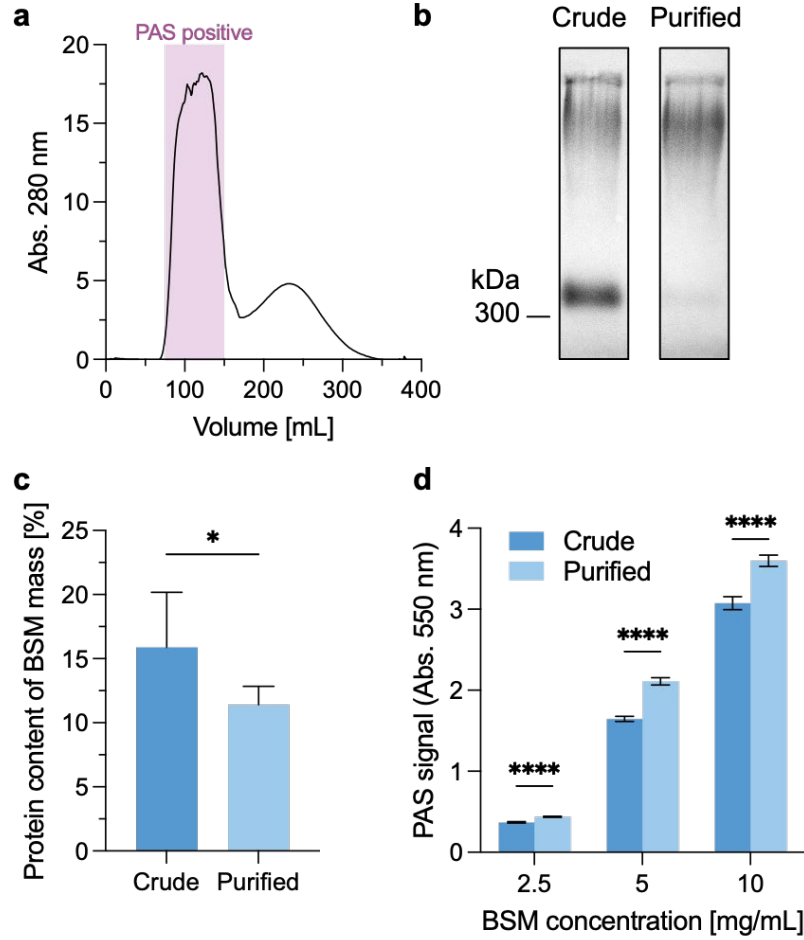 a
PAS positive
Abs. 280 nm
20
15
10
5
0
0 100 200 300 400
Volume [mL]
b
Crude Purified
kDa
300
c
Protein content of BSM mass [%]
25
20
15
10
5
0
*
Crude Purified
d
PAS signal (Abs. 550 nm)
4
3
2
1
0
Crude
Purified
****
****
****
2.5 5 10
BSM concentration [mg/mL]